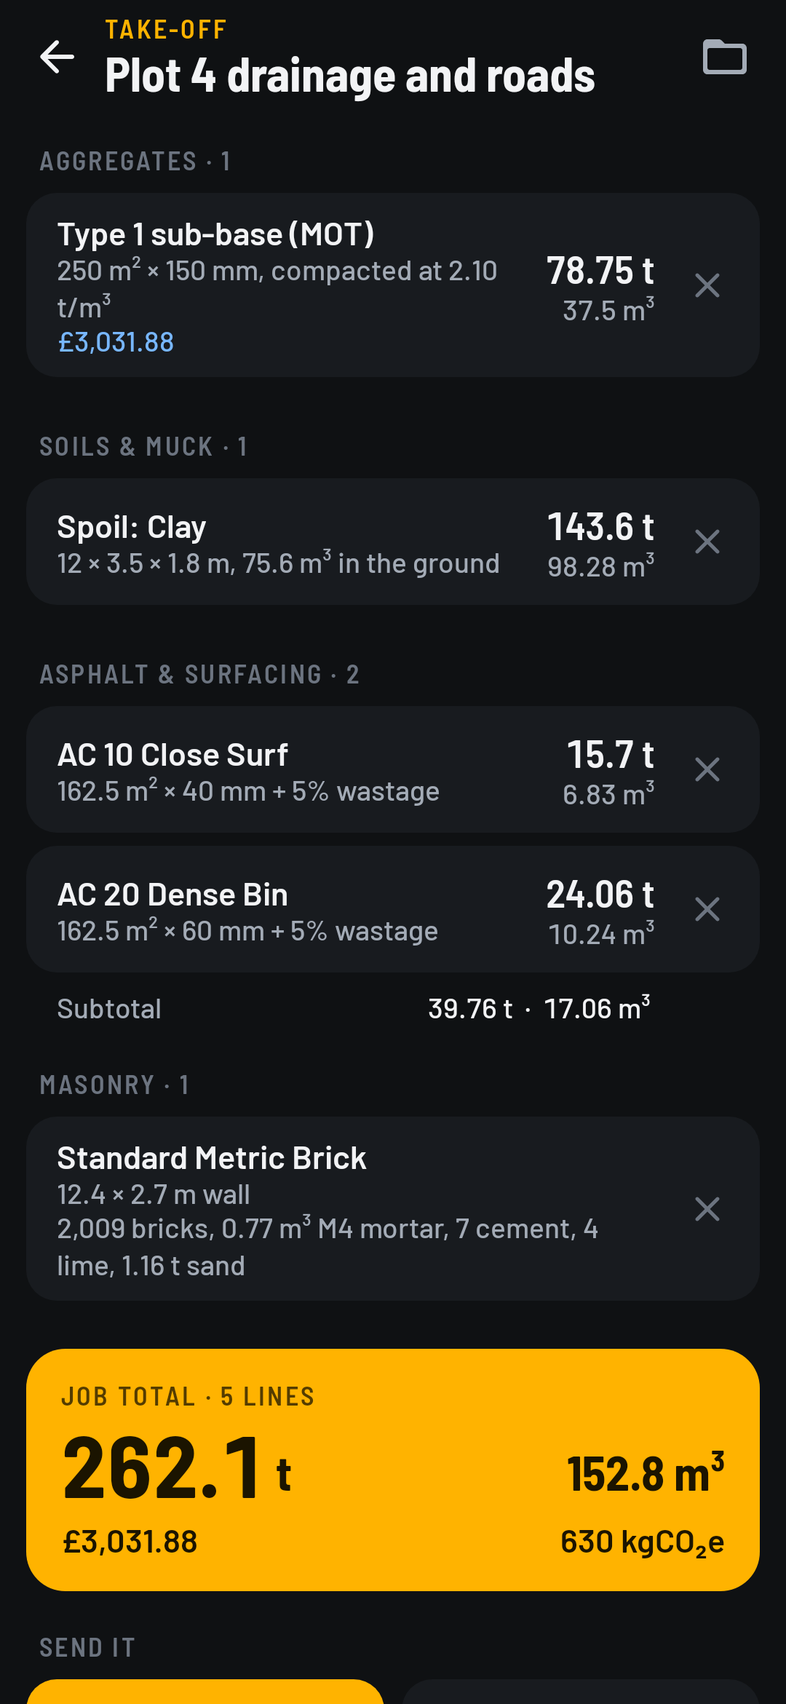 TAKE-OFF
Plot 4 drainage and roads
AGGREGATES · 1
Type 1 sub-base (MOT)
250 m² × 150 mm, compacted at 2.10
t/m³
£3,031.88
78.75 t
37.5 m³
SOILS & MUCK · 1
Spoil: Clay
12 × 3.5 × 1.8 m, 75.6 m³ in the ground
143.6 t
98.28 m³
ASPHALT & SURFACING · 2
AC 10 Close Surf
162.5 m² × 40 mm + 5% wastage
15.7 t
6.83 m³
AC 20 Dense Bin
162.5 m² × 60 mm + 5% wastage
24.06 t
10.24 m³
Subtotal 39.76 t · 17.06 m³
MASONRY · 1
Standard Metric Brick
12.4 × 2.7 m wall
2,009 bricks, 0.77 m³ M4 mortar, 7 cement, 4
lime, 1.16 t sand
JOB TOTAL · 5 LINES
262.1 t
152.8 m³
£3,031.88
630 kgCO₂e
SEND IT